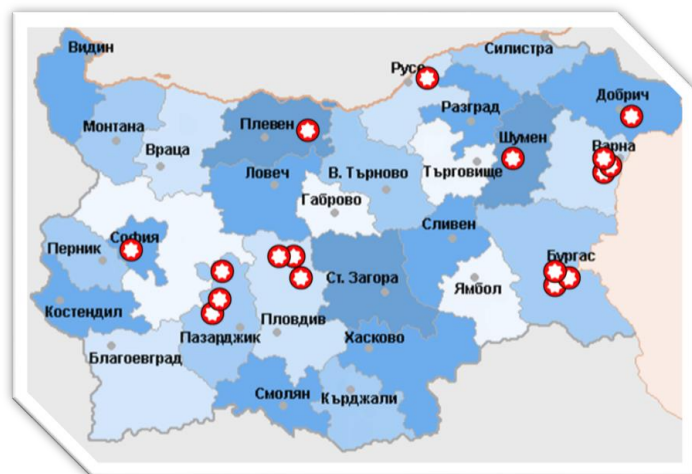 Видин
Силистра
Русе
Добрич
Разград
Монтана
Плевен
Шумен
Варна
Враца
Ловеч
В. Търново
Търговище
Габрово
Сливен
София
Перник
Бургас
Ст. Загора
Ямбол
Костендил
Пловдив
Пазарджик
Хасково
Благоевград
Смолян
Кърджали